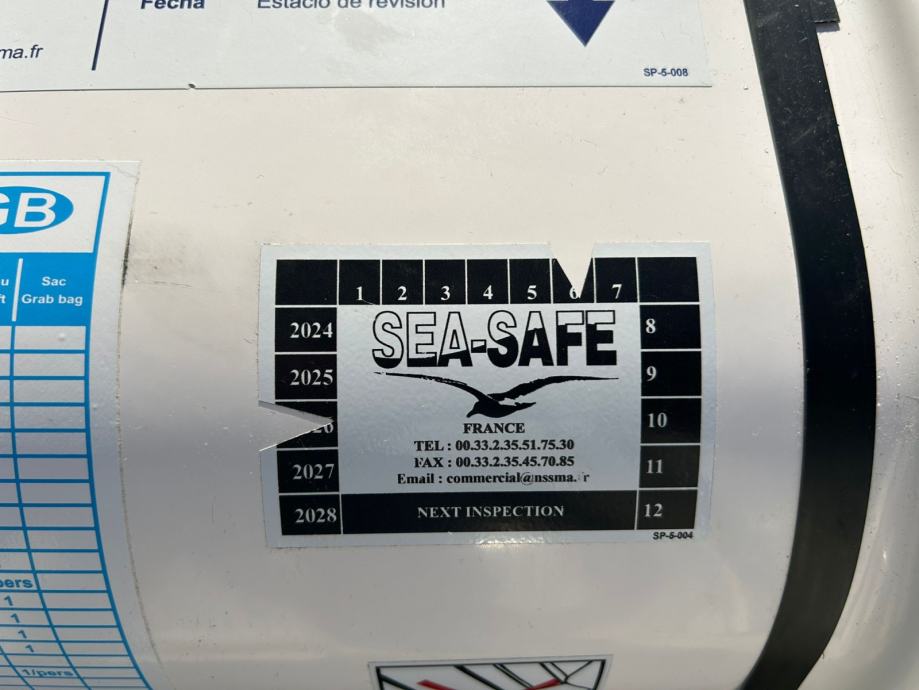 Fecha
Estacio de revision
ma.fr
SP-5-008
GB
Sac
Grab bag
1 2 3 4 5 6 7
2024
2025
2027
2028
8
9
10
11
12
SEA-SAFE
FRANCE
TEL : 00.33.2.35.51.75.30
FAX : 00.33.2.35.45.70.85
Email : commercial@nssma.fr
NEXT INSPECTION
SP-5-004
pers
1
1
1
1
1/pers